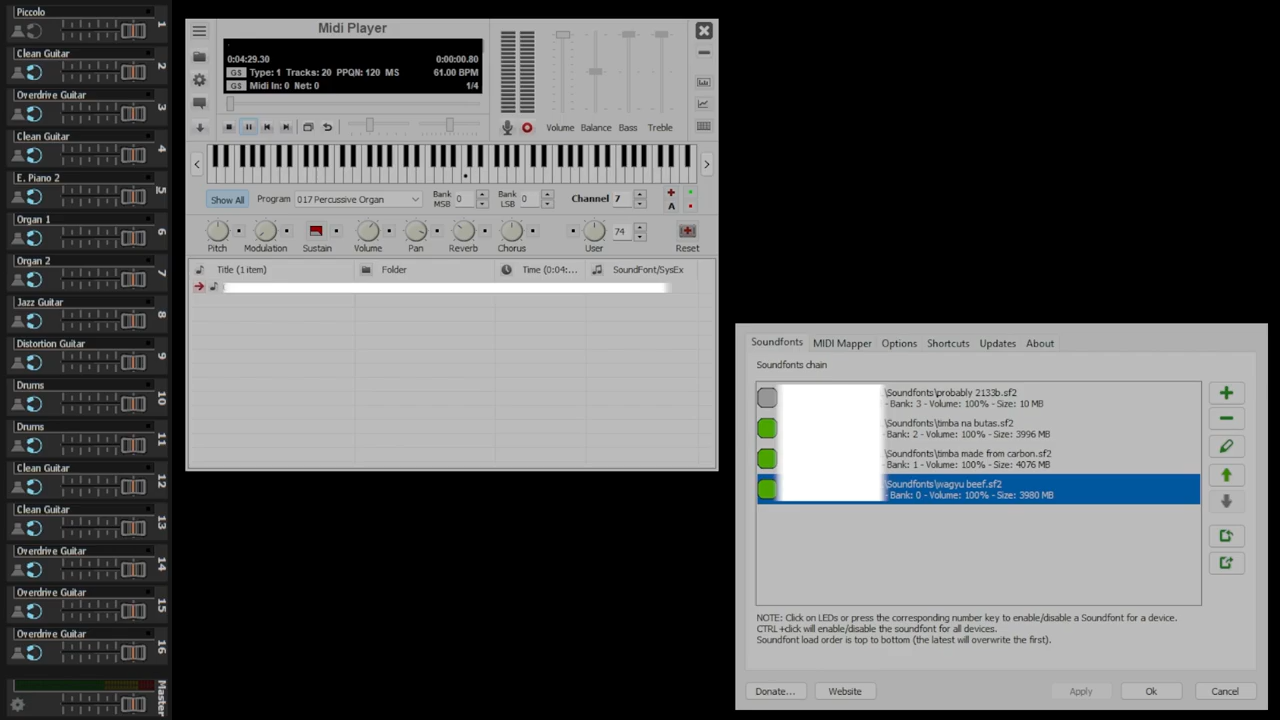 Piccolo
1
Clean Guitar
2
Overdrive Guitar
3
Clean Guitar
4
E. Piano 2
5
Organ 1
6
Organ 2
7
Jazz Guitar
8
Distortion Guitar
9
Drums
10
Drums
11
Clean Guitar
12
Clean Guitar
13
Overdrive Guitar
14
Overdrive Guitar
15
Overdrive Guitar
16
Master
Midi Player
0:04:29.30 0:00:00.80
GS Type: 1 Tracks: 20 PPQN: 120 MS 61.00 BPM
GS Midi In: 0 Net: 0 1/4
Volume Balance Bass Treble
Show All Program 017 Percussive Organ Bank MSB 0 Bank LSB 0 Channel 7 A
74
Pitch Modulation Sustain Volume Pan Reverb Chorus User Reset
Title (1 item) Folder Time (0:04:... SoundFont/SysEx
Soundfonts MIDI Mapper Options Shortcuts Updates About
Soundfonts chain
\Soundfonts\probably 2133b.sf2
- Bank: 3 - Volume: 100% - Size: 10 MB
\Soundfonts\timba na butas.sf2
- Bank: 2 - Volume: 100% - Size: 3996 MB
\Soundfonts\timba made from carbon.sf2
- Bank: 1 - Volume: 100% - Size: 4076 MB
\Soundfonts\wagyu beef.sf2
- Bank: 0 - Volume: 100% - Size: 3980 MB
NOTE: Click on LEDs or press the corresponding number key to enable/disable a Soundfont for a device.
CTRL+click will enable/disable the soundfont for all devices.
Soundfont load order is top to bottom (the latest will overwrite the first).
Donate... Website Apply Ok Cancel